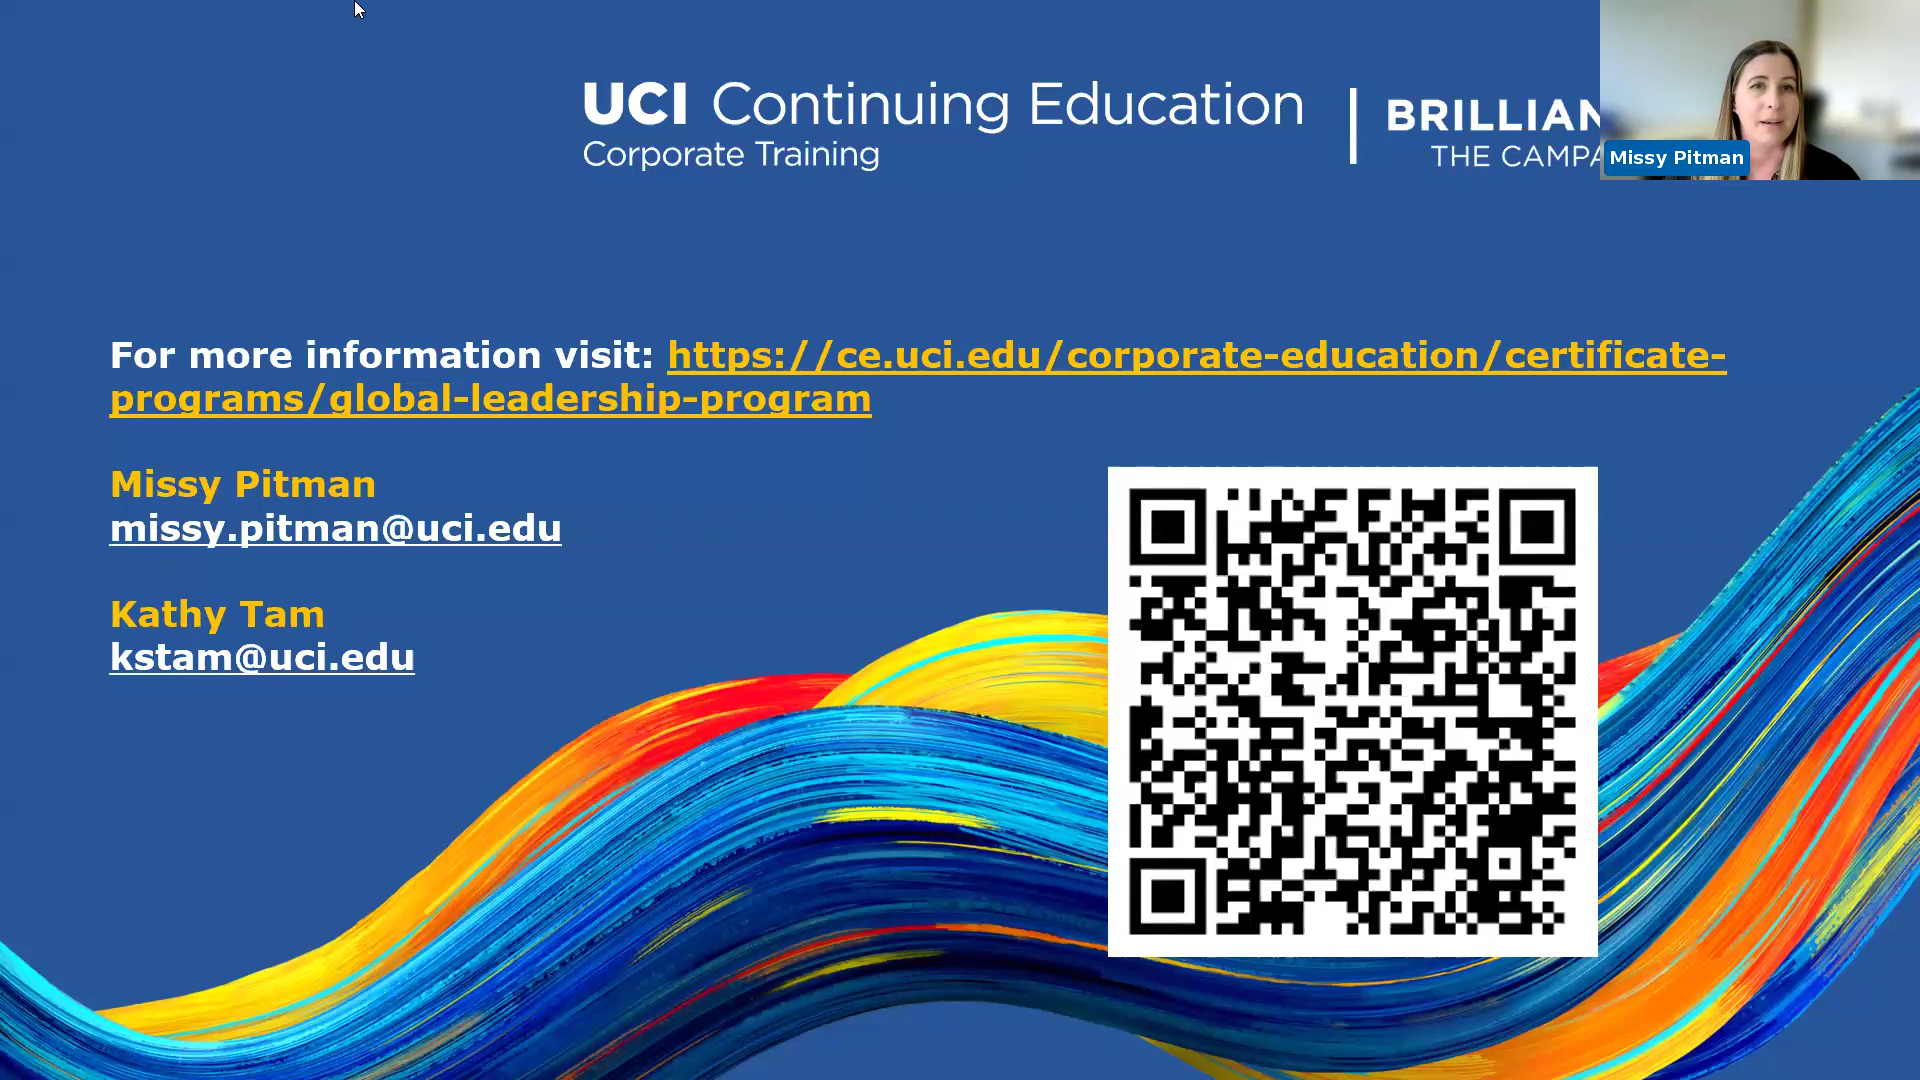 UCI Continuing Education
Corporate Training
BRILLIAN
THE CAMPA
Missy Pitman
For more information visit: https://ce.uci.edu/corporate-education/certificate-
programs/global-leadership-program
Missy Pitman
missy.pitman@uci.edu
Kathy Tam
kstam@uci.edu